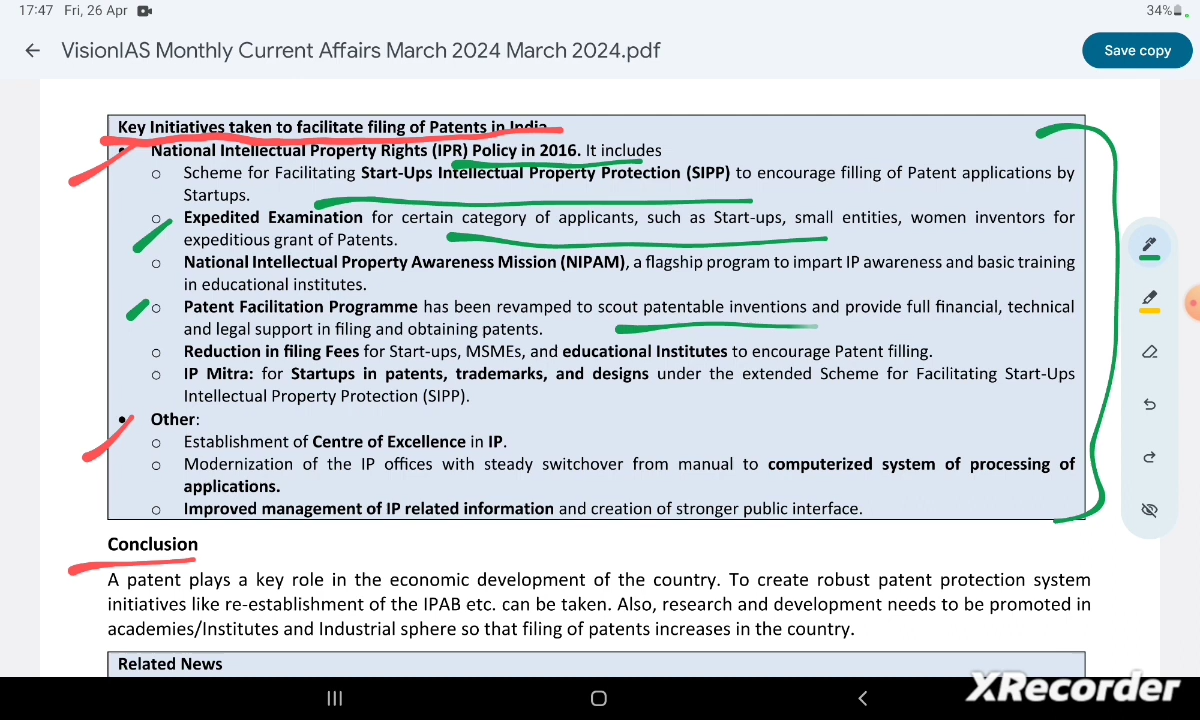 17:47 Fri, 26 Apr
34%
VisionIAS Monthly Current Affairs March 2024 March 2024.pdf
Save copy
Key Initiatives taken to facilitate filing of Patents in India
• National Intellectual Property Rights (IPR) Policy in 2016. It includes
o Scheme for Facilitating Start-Ups Intellectual Property Protection (SIPP) to encourage filling of Patent applications by
Startups.
o Expedited Examination for certain category of applicants, such as Start-ups, small entities, women inventors for
expeditious grant of Patents.
o National Intellectual Property Awareness Mission (NIPAM), a flagship program to impart IP awareness and basic training
in educational institutes.
o Patent Facilitation Programme has been revamped to scout patentable inventions and provide full financial, technical
and legal support in filing and obtaining patents.
o Reduction in filing Fees for Start-ups, MSMEs, and educational Institutes to encourage Patent filling.
o IP Mitra: for Startups in patents, trademarks, and designs under the extended Scheme for Facilitating Start-Ups
Intellectual Property Protection (SIPP).
• Other:
o Establishment of Centre of Excellence in IP.
o Modernization of the IP offices with steady switchover from manual to computerized system of processing of
applications.
o Improved management of IP related information and creation of stronger public interface.
Conclusion
A patent plays a key role in the economic development of the country. To create robust patent protection system
initiatives like re-establishment of the IPAB etc. can be taken. Also, research and development needs to be promoted in
academies/Institutes and Industrial sphere so that filing of patents increases in the country.
Related News
XRecorder